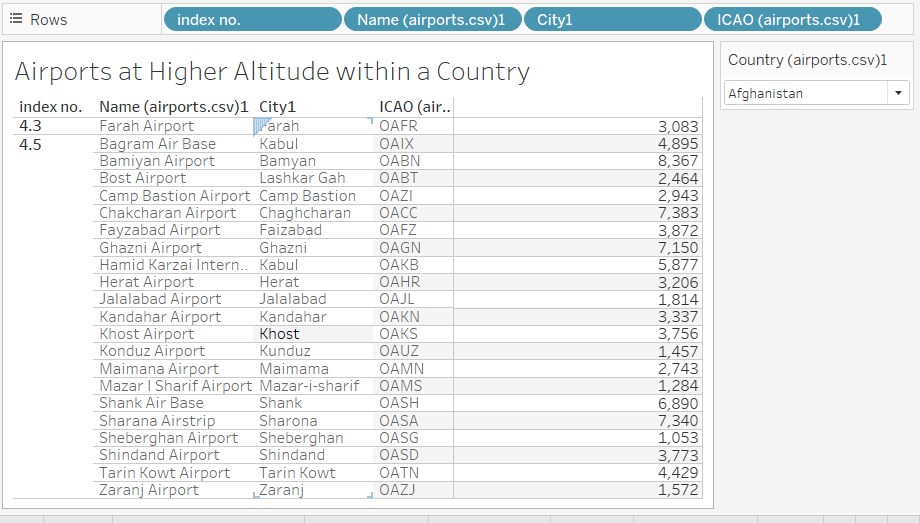 Rows index no. Name (airports.csv)1 City1 ICAO (airports.csv)1
Airports at Higher Altitude within a Country
Country (airports.csv)1
Afghanistan
index no. Name (airports.csv)1 City1 ICAO (air..
4.3 Farah Airport Farah OAFR 3,083
4.5 Bagram Air Base Kabul OAIX 4,895
Bamiyan Airport Bamyan OABN 8,367
Bost Airport Lashkar Gah OABT 2,464
Camp Bastion Airport Camp Bastion OAZI 2,943
Chakcharan Airport Chaghcharan OACC 7,383
Fayzabad Airport Faizabad OAFZ 3,872
Ghazni Airport Ghazni OAGN 7,150
Hamid Karzai Intern.. Kabul OAKB 5,877
Herat Airport Herat OAHR 3,206
Jalalabad Airport Jalalabad OAJL 1,814
Kandahar Airport Kandahar OAKN 3,337
Khost Airport Khost OAKS 3,756
Konduz Airport Kunduz OAUZ 1,457
Maimana Airport Maimama OAMN 2,743
Mazar I Sharif Airport Mazar-i-sharif OAMS 1,284
Shank Air Base Shank OASH 6,890
Sharana Airstrip Sharona OASA 7,340
Sheberghan Airport Sheberghan OASG 1,053
Shindand Airport Shindand OASD 3,773
Tarin Kowt Airport Tarin Kowt OATN 4,429
Zaranj Airport Zaranj OAZJ 1,572